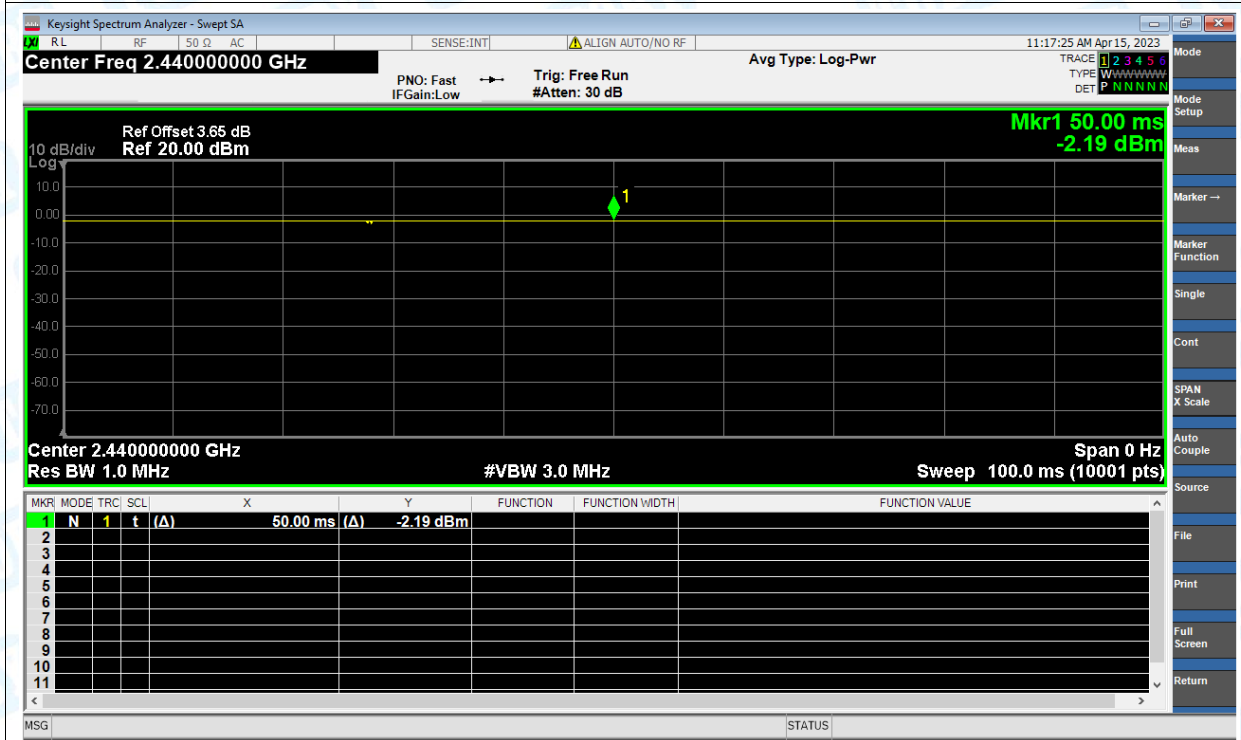 Keysight Spectrum Analyzer - Swept SA
LXI RL RF 50 Ω AC SENSE:INT ALIGN AUTO/NO RF 11:17:25 AM Apr 15, 2023
Center Freq 2.440000000 GHz
PNO: Fast
IFGain:Low
Trig: Free Run
#Atten: 30 dB
Avg Type: Log-Pwr
TRACE 1 2 3 4 5 6
TYPE WWWWWW
DET P N N N N N
Mkr1 50.00 ms
-2.19 dBm
Ref Offset 3.65 dB
10 dB/div Ref 20.00 dBm
Log
1
10.0
0.00
-10.0
-20.0
-30.0
-40.0
-50.0
-60.0
-70.0
Center 2.440000000 GHz Span 0 Hz
Res BW 1.0 MHz #VBW 3.0 MHz Sweep 100.0 ms (10001 pts)
MKR MODE TRC SCL X Y FUNCTION FUNCTION WIDTH FUNCTION VALUE
1 N 1 t (Δ) 50.00 ms (Δ) -2.19 dBm
2
3
4
5
6
7
8
9
10
11
MSG STATUS
Mode
Mode Setup
Meas
Marker →
Marker Function
Single
Cont
SPAN X Scale
Auto Couple
Source
File
Print
Full Screen
Return